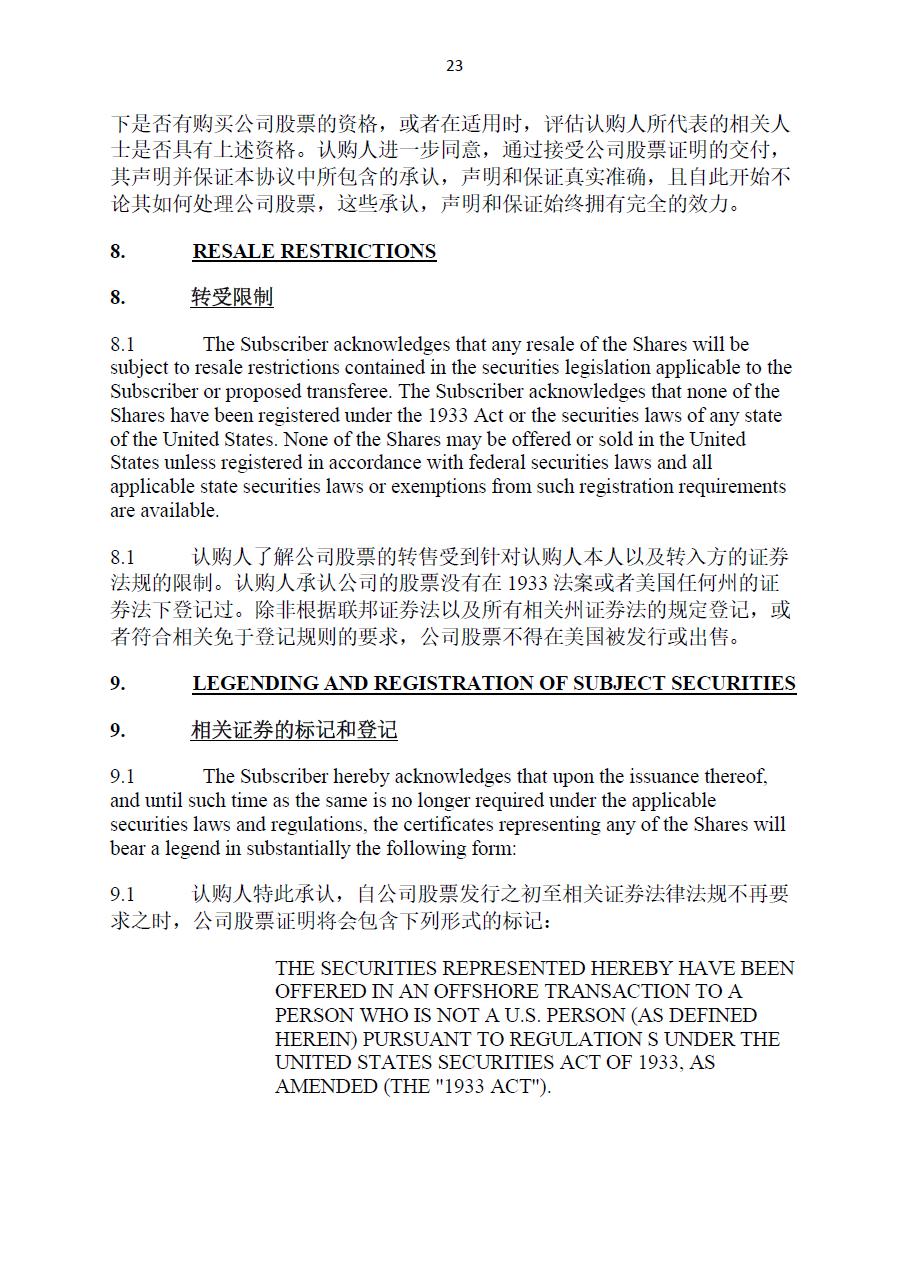 23
下是否有购买公司股票的资格，或者在适用时，评估认购人所代表的相关人
士是否具有上述资格。认购人进一步同意，通过接受公司股票证明的交付，
其声明并保证本协议中所包含的承认，声明和保证真实准确，且自此开始不
论其如何处理公司股票，这些承认，声明和保证始终拥有完全的效力。
8. RESALE RESTRICTIONS
8. 转受限制
8.1 The Subscriber acknowledges that any resale of the Shares will be
subject to resale restrictions contained in the securities legislation applicable to the
Subscriber or proposed transferee. The Subscriber acknowledges that none of the
Shares have been registered under the 1933 Act or the securities laws of any state
of the United States. None of the Shares may be offered or sold in the United
States unless registered in accordance with federal securities laws and all
applicable state securities laws or exemptions from such registration requirements
are available.
8.1 认购人了解公司股票的转售受到针对认购人本人以及转入方的证券
法规的限制。认购人承认公司的股票没有在 1933 法案或者美国任何州的证
券法下登记过。除非根据联邦证券法以及所有相关州证券法的规定登记，或
者符合相关免于登记规则的要求，公司股票不得在美国被发行或出售。
9. LEGENDING AND REGISTRATION OF SUBJECT SECURITIES
9. 相关证券的标记和登记
9.1 The Subscriber hereby acknowledges that upon the issuance thereof,
and until such time as the same is no longer required under the applicable
securities laws and regulations, the certificates representing any of the Shares will
bear a legend in substantially the following form:
9.1 认购人特此承认，自公司股票发行之初至相关证券法律法规不再要
求之时，公司股票证明将会包含下列形式的标记：
THE SECURITIES REPRESENTED HEREBY HAVE BEEN
OFFERED IN AN OFFSHORE TRANSACTION TO A
PERSON WHO IS NOT A U.S. PERSON (AS DEFINED
HEREIN) PURSUANT TO REGULATION S UNDER THE
UNITED STATES SECURITIES ACT OF 1933, AS
AMENDED (THE "1933 ACT").